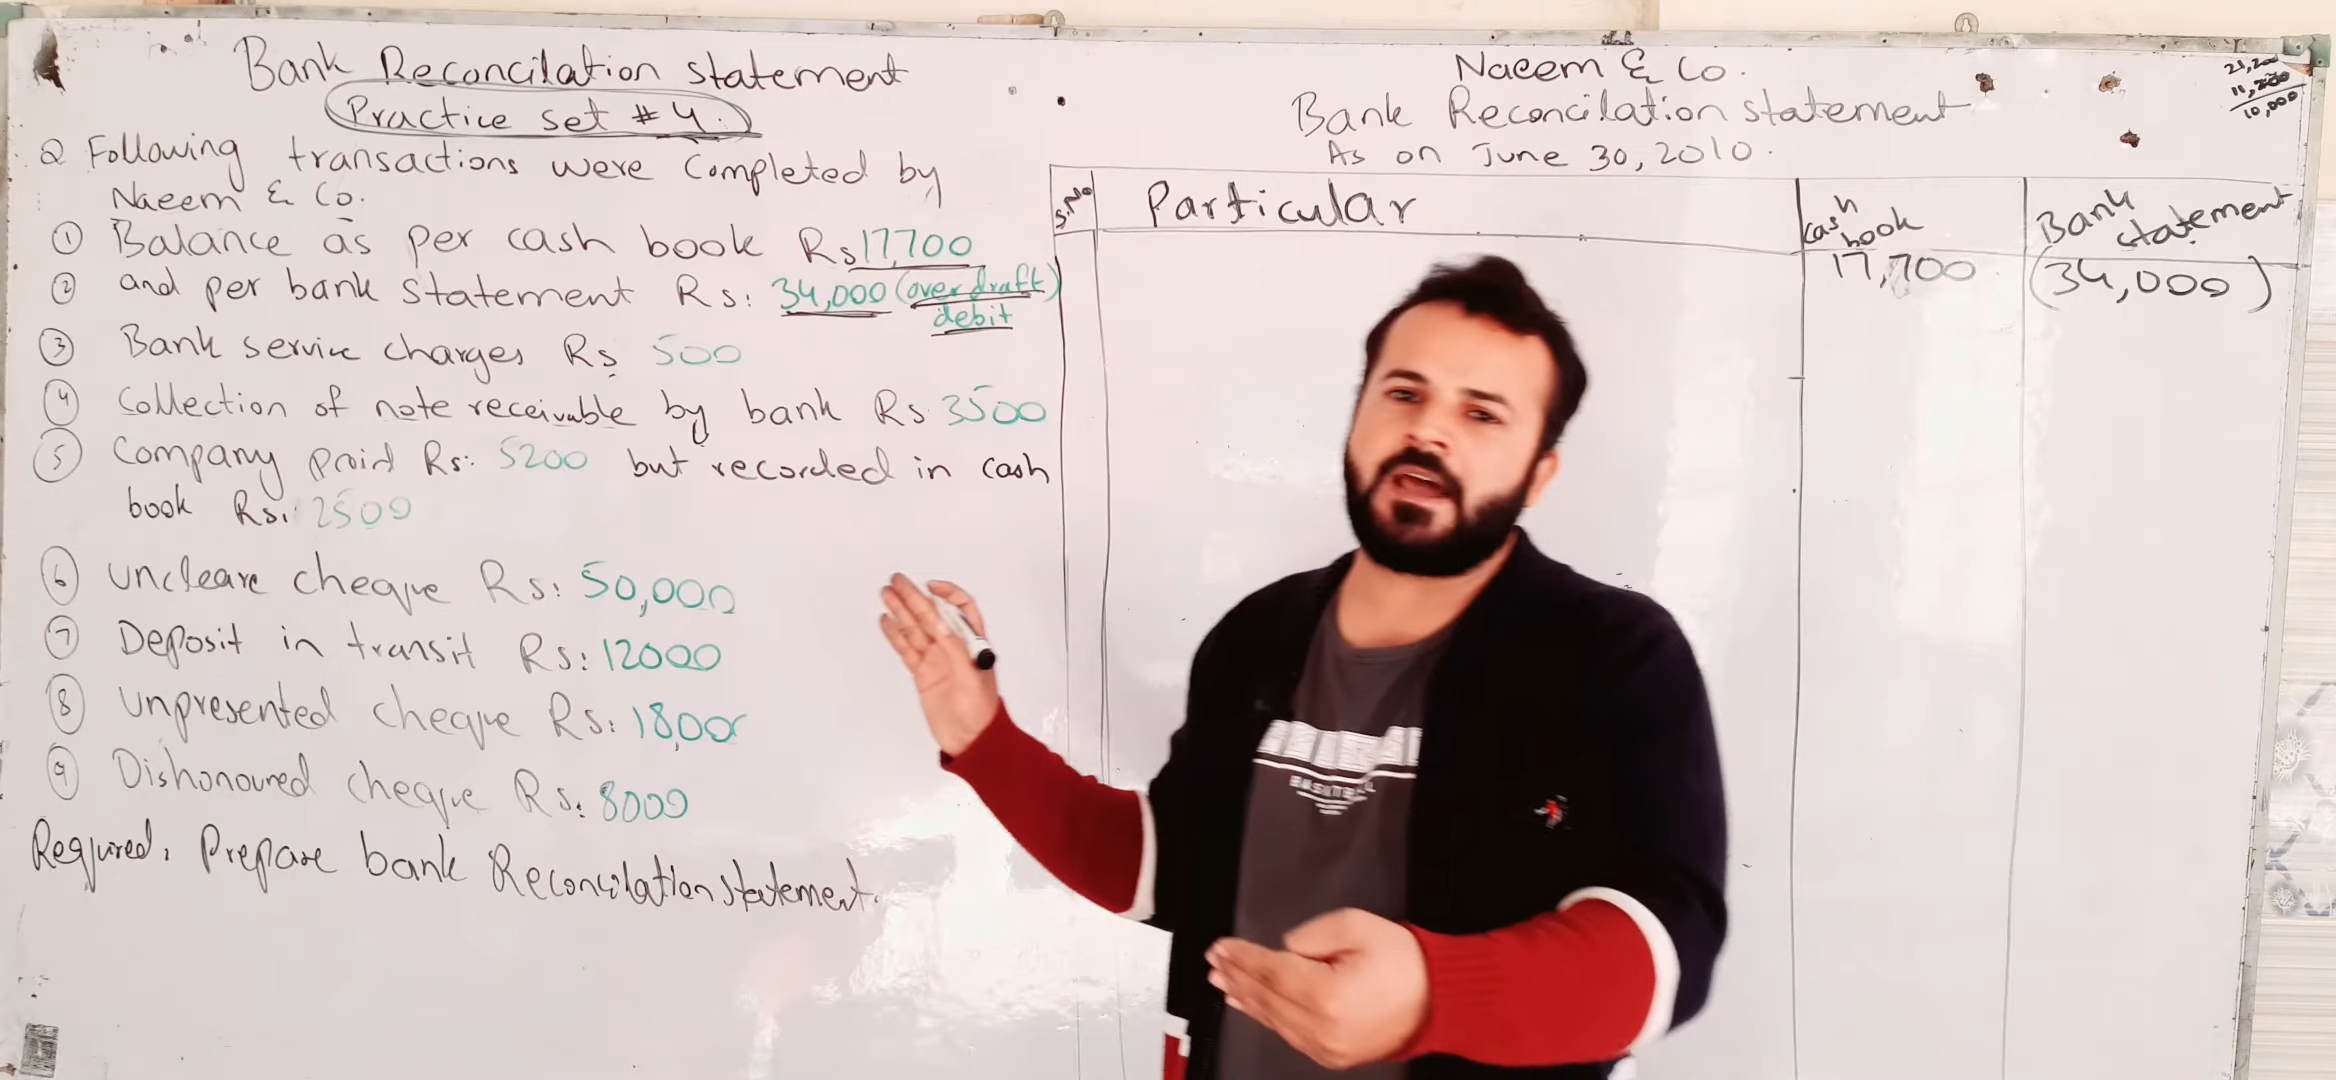 Bank Reconcilation statement
Practice set # 4.
Q Following transactions were completed by
Naeem & Co.
① Balance as per cash book Rs 17,700
② and per bank statement Rs: 34,000 (over draft)
debit
③ Bank service charges Rs 500
④ Collection of note receivable by bank Rs 3500
⑤ Company paid Rs: 5200 but recorded in cash
book Rs: 2500
⑥ uncleare cheque Rs: 50,000
⑦ Deposit in transit Rs: 12000
⑧ unpresented cheque Rs: 18,000
⑨ Dishonoured cheque Rs: 8000
Required, Prepare bank Reconcilation statement.
Naeem & Co.
Bank Reconcilation statement
As on June 30, 2010.
S.No Particular cash book Bank statement
17,700 (34,000)
10,000